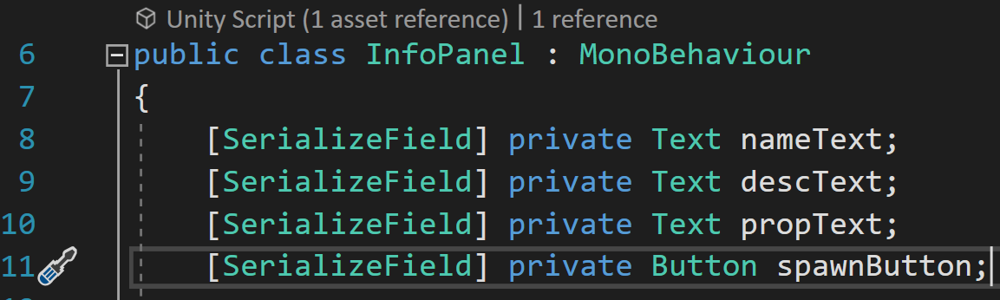 Unity Script (1 asset reference) | 1 reference
6 public class InfoPanel : MonoBehaviour
7 {
8 [SerializeField] private Text nameText;
9 [SerializeField] private Text descText;
10 [SerializeField] private Text propText;
11 [SerializeField] private Button spawnButton;